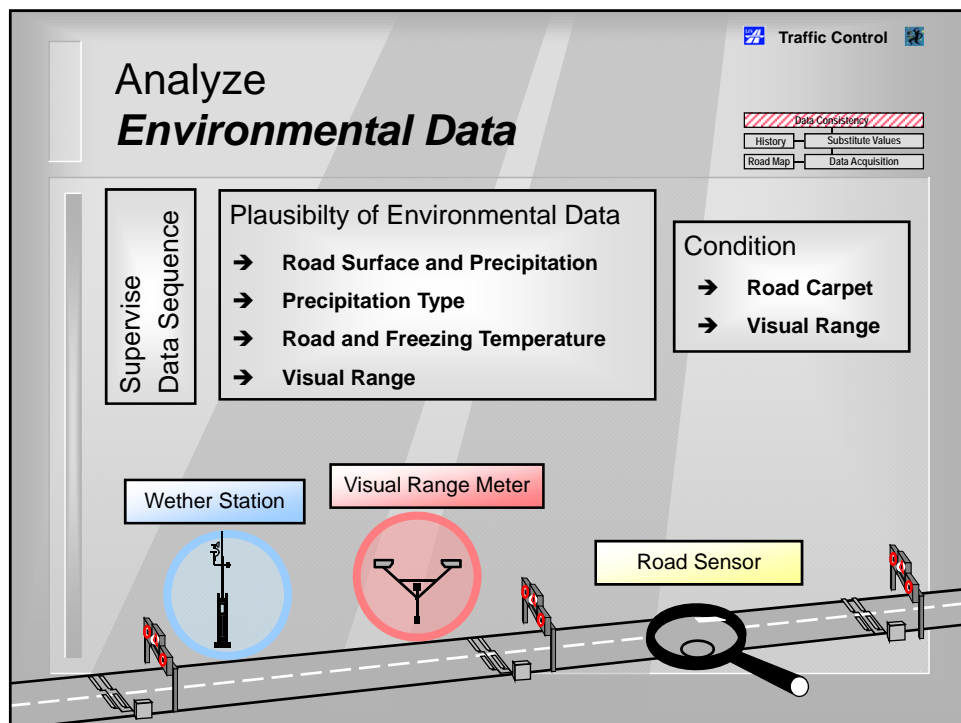 Traffic Control
Analyze
Environmental Data
Data Consistency
History
Substitute Values
Road Map
Data Acquisition
Supervise
Data Sequence
Plausibilty of Environmental Data
➔ Road Surface and Precipitation
➔ Precipitation Type
➔ Road and Freezing Temperature
➔ Visual Range
Condition
➔ Road Carpet
➔ Visual Range
Wether Station
Visual Range Meter
Road Sensor